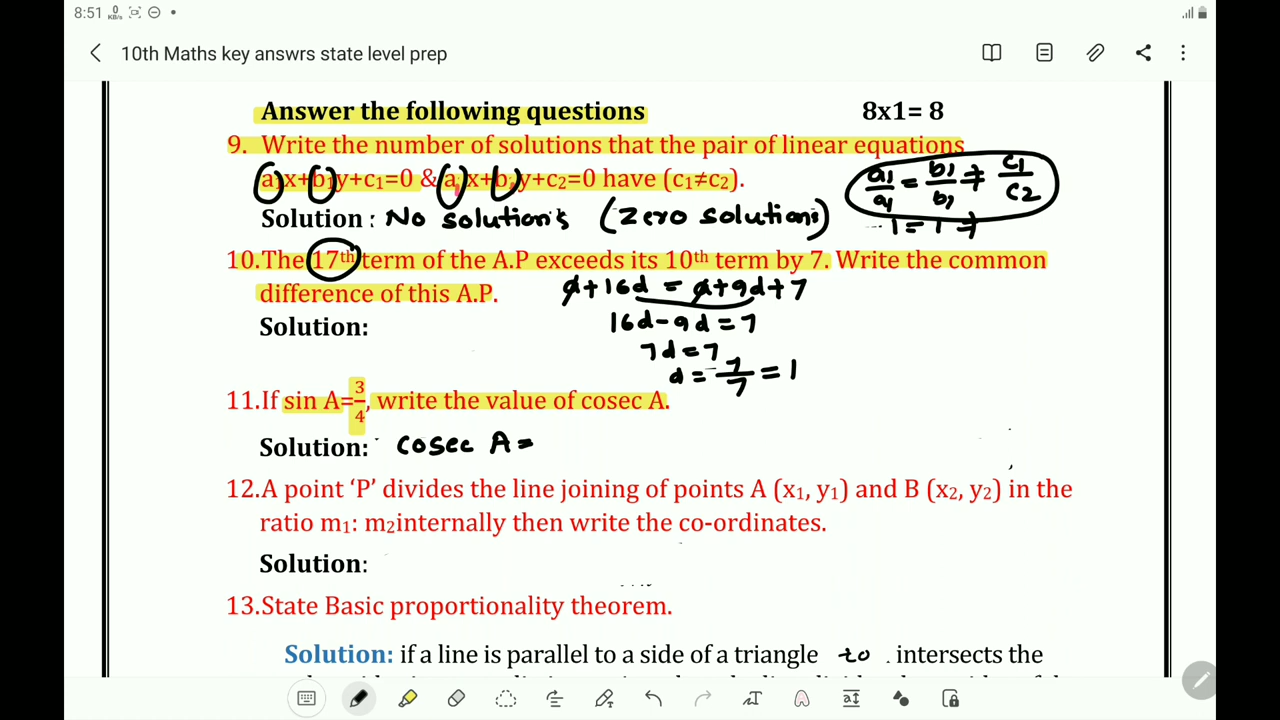 8:51 0 KB/s
10th Maths key answrs state level prep
Answer the following questions 8x1= 8
9. Write the number of solutions that the pair of linear equations
a₁x+b₁y+c₁=0 & a₁x+b₁y+c₂=0 have (c₁≠c₂).
a₁/a₁ = b₁/b₁ ≠ c₁/c₂
Solution : No solutions (Zero solutions) 1=1≠
10.The 17th term of the A.P exceeds its 10th term by 7. Write the common
difference of this A.P. a+16d = a+9d+7
Solution: 16d-9d=7
7d=7
d=7/7=1
11.If sin A=3/4, write the value of cosec A.
Solution: cosec A=
12.A point ‘P’ divides the line joining of points A (x₁, y₁) and B (x₂, y₂) in the
ratio m₁: m₂internally then write the co-ordinates.
Solution:
13.State Basic proportionality theorem.
Solution: if a line is parallel to a side of a triangle to intersects the